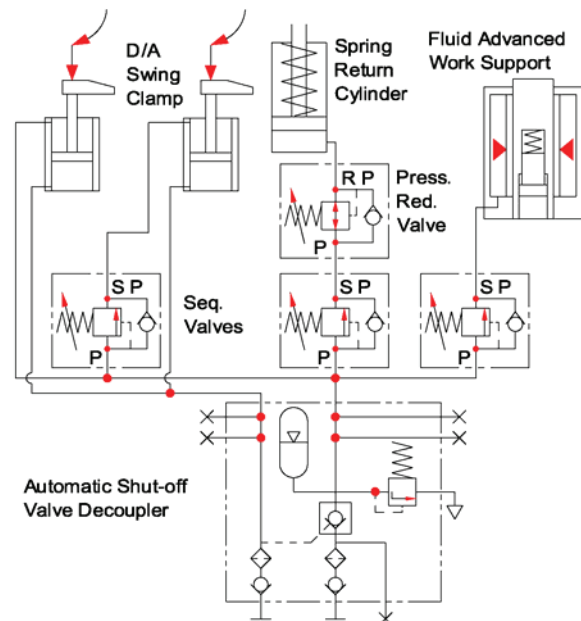 D/A
Swing
Clamp
Spring
Return
Cylinder
Fluid Advanced
Work Support
R P
Press.
Red.
Valve
P
S P
Seq.
Valves
P
S P
P
S P
P
Automatic Shut-off
Valve Decoupler